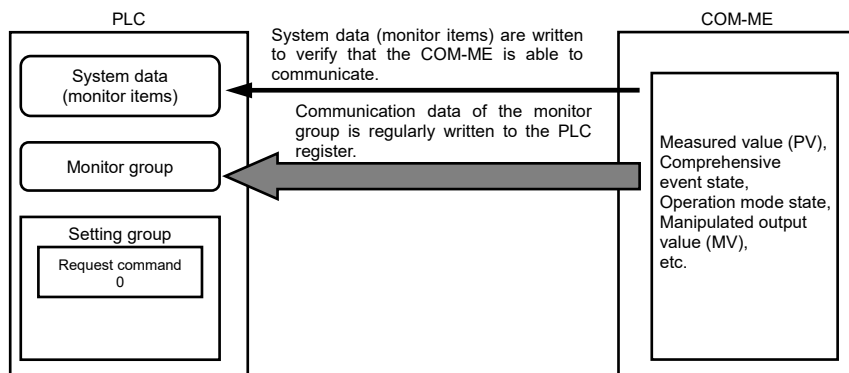 PLC
COM-ME
System data (monitor items) are written
to verify that the COM-ME is able to
communicate.
System data
(monitor items)
Communication data of the monitor
group is regularly written to the PLC
register.
Monitor group
Measured value (PV),
Comprehensive
event state,
Operation mode state,
Manipulated output
value (MV),
etc.
Setting group
Request command
0